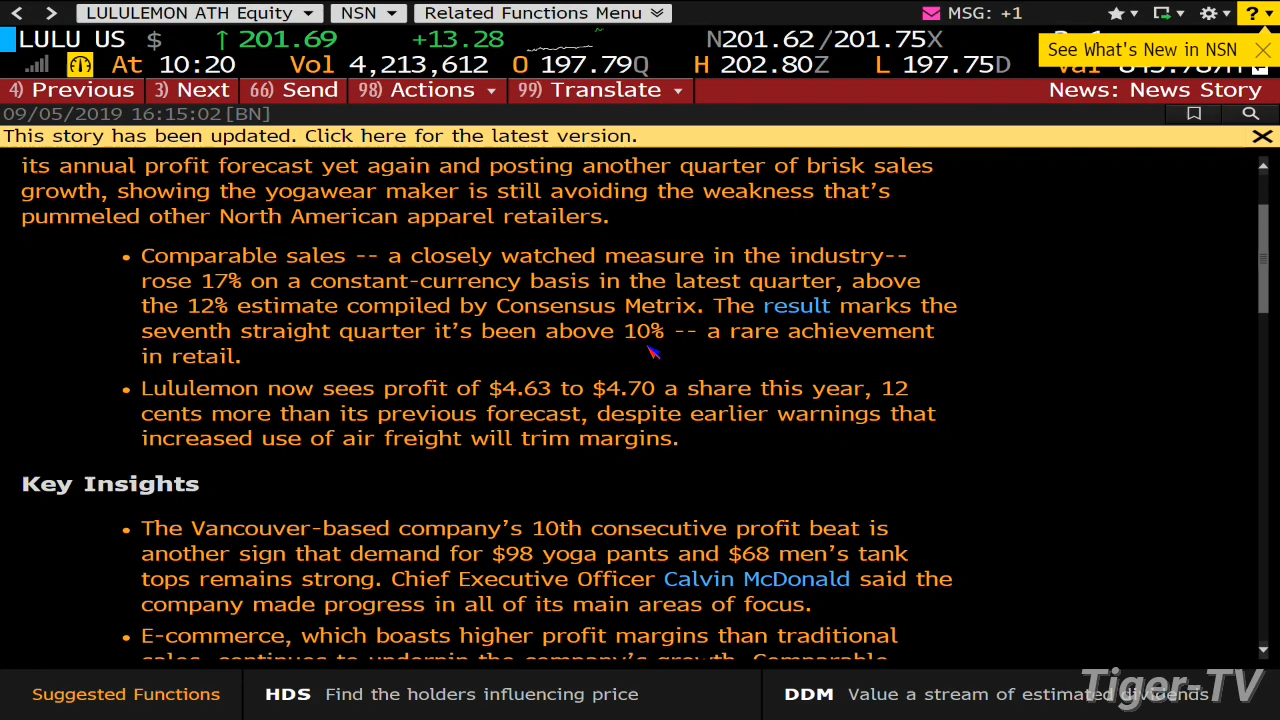 LULULEMON ATH Equity NSN Related Functions Menu MSG: +1 ?
LULU US $ ↑ 201.69 +13.28 N201.62/201.75X
See What's New in NSN
At 10:20 Vol 4,213,612 O 197.79Q H 202.80Z L 197.75D
4) Previous 3) Next 66) Send 98) Actions 99) Translate News: News Story
09/05/2019 16:15:02[BN]
This story has been updated. Click here for the latest version.
its annual profit forecast yet again and posting another quarter of brisk sales
growth, showing the yogawear maker is still avoiding the weakness that's
pummeled other North American apparel retailers.
• Comparable sales -- a closely watched measure in the industry--
rose 17% on a constant-currency basis in the latest quarter, above
the 12% estimate compiled by Consensus Metrix. The result marks the
seventh straight quarter it's been above 10% -- a rare achievement
in retail.
• Lululemon now sees profit of $4.63 to $4.70 a share this year, 12
cents more than its previous forecast, despite earlier warnings that
increased use of air freight will trim margins.
Key Insights
• The Vancouver-based company's 10th consecutive profit beat is
another sign that demand for $98 yoga pants and $68 men's tank
tops remains strong. Chief Executive Officer Calvin McDonald said the
company made progress in all of its main areas of focus.
• E-commerce, which boasts higher profit margins than traditional
sales, continues to underpin the company's growth. Comparable
Suggested Functions HDS Find the holders influencing price DDM Value a stream of estimated dividends.
Tiger-TV